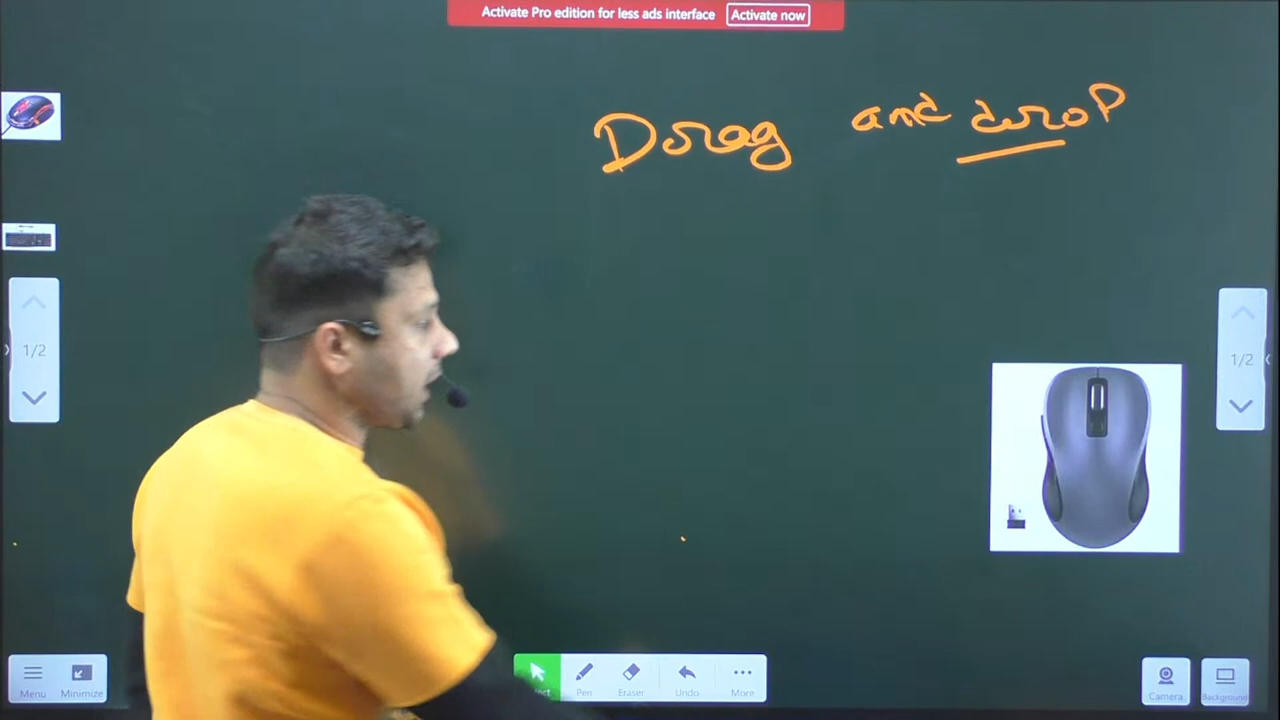 Activate Pro edition for less ads interface Activate now
Drag and drop
1/2
1/2
Menu Minimize
Pen Eraser Undo More
Camera Background